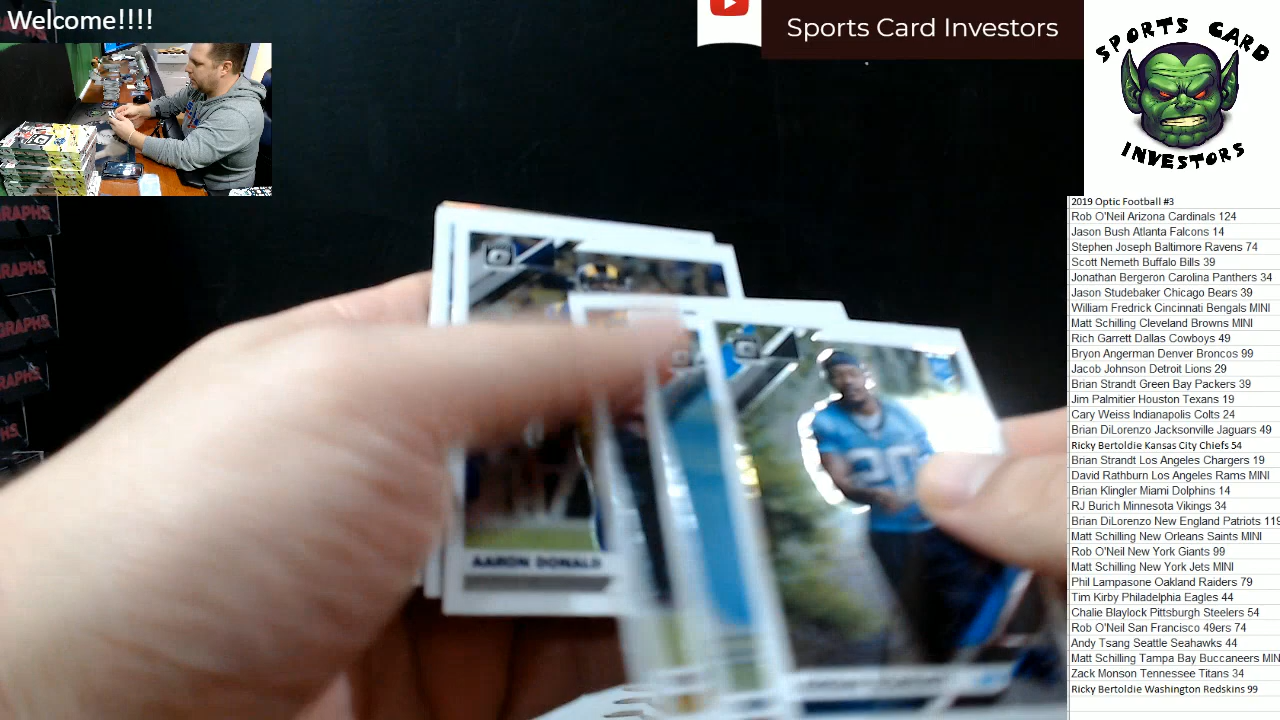 Welcome!!!!
Sports Card Investors
SPORTS CARD
INVESTORS
2019 Optic Football #3
Rob O'Neil Arizona Cardinals 124
Jason Bush Atlanta Falcons 14
Stephen Joseph Baltimore Ravens 74
Scott Nemeth Buffalo Bills 39
Jonathan Bergeron Carolina Panthers 34
Jason Studebaker Chicago Bears 39
William Fredrick Cincinnati Bengals MINI
Matt Schilling Cleveland Browns MINI
Rich Garrett Dallas Cowboys 49
Bryon Angerman Denver Broncos 99
Jacob Johnson Detroit Lions 29
Brian Strandt Green Bay Packers 39
Jim Palmitier Houston Texans 19
Cary Weiss Indianapolis Colts 24
Brian DiLorenzo Jacksonville Jaguars 49
Ricky Bertoldie Kansas City Chiefs 54
Brian Strandt Los Angeles Chargers 19
David Rathburn Los Angeles Rams MINI
Brian Klingler Miami Dolphins 14
RJ Burich Minnesota Vikings 34
Brian DiLorenzo New England Patriots 119
Matt Schilling New Orleans Saints MINI
Rob O'Neil New York Giants 99
Matt Schilling New York Jets MINI
Phil Lampasone Oakland Raiders 79
Tim Kirby Philadelphia Eagles 44
Chalie Blaylock Pittsburgh Steelers 54
Rob O'Neil San Francisco 49ers 74
Andy Tsang Seattle Seahawks 44
Matt Schilling Tampa Bay Buccaneers MIN
Zack Monson Tennessee Titans 34
Ricky Bertoldie Washington Redskins 99
GRAPHS
GRAPHS
GRAPHS
APHS
HS
AARON DONALD
20